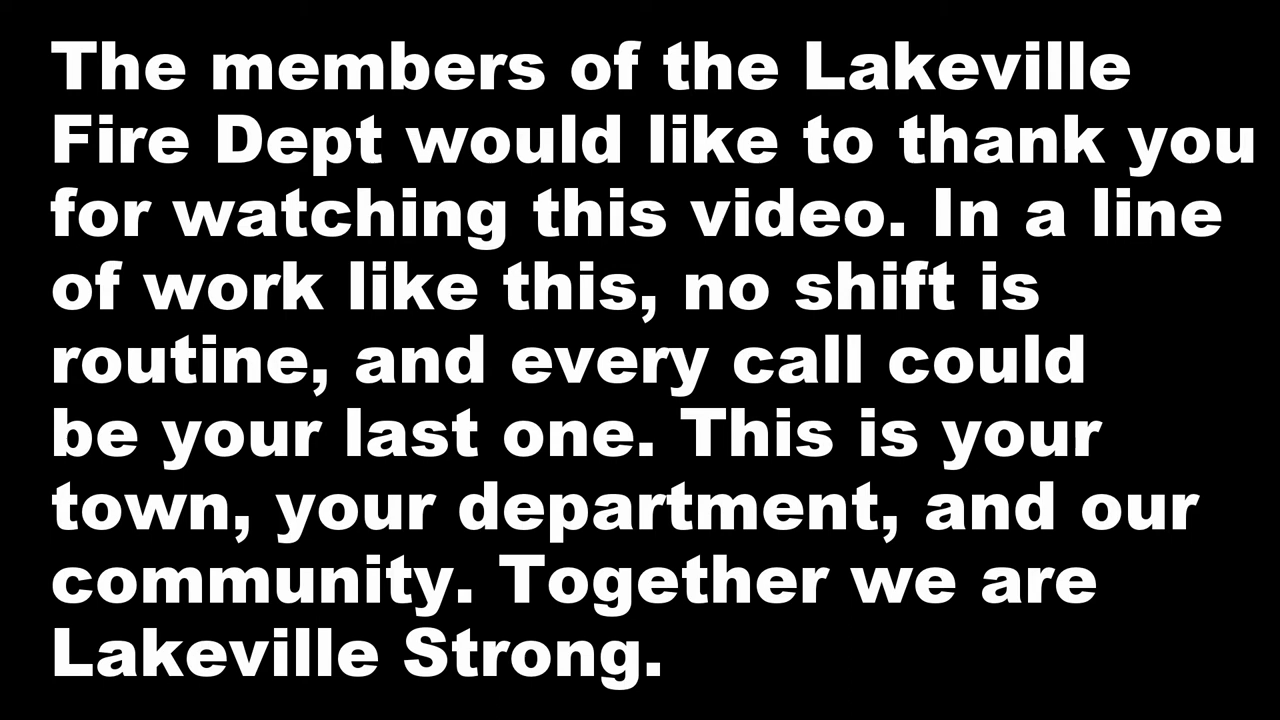 The members of the Lakeville
Fire Dept would like to thank you
for watching this video. In a line
of work like this, no shift is
routine, and every call could
be your last one. This is your
town, your department, and our
community. Together we are
Lakeville Strong.